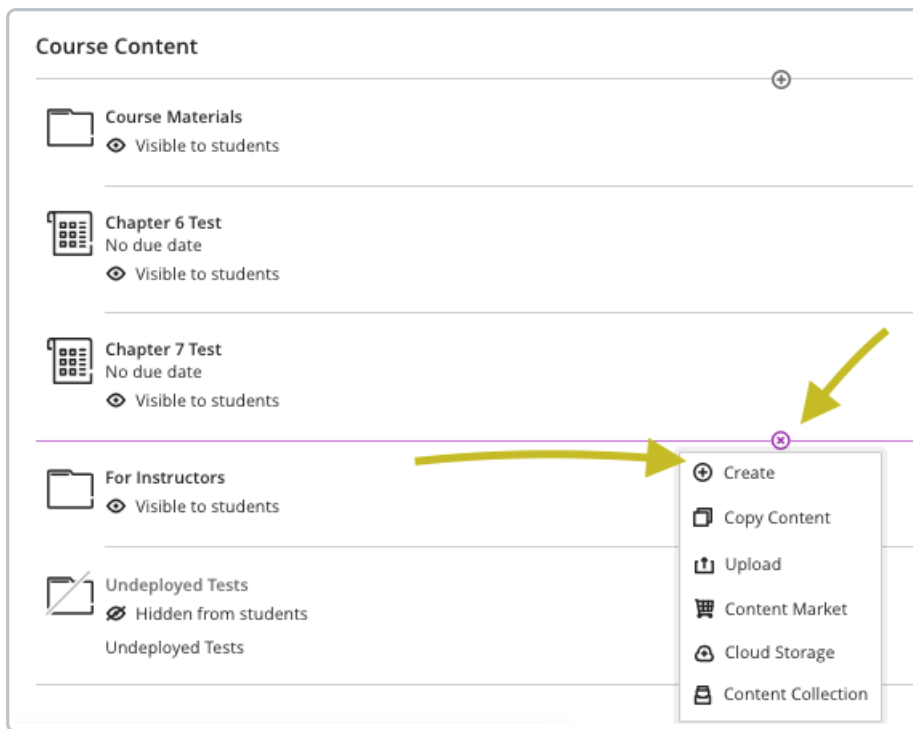 Course Content
Course Materials
Visible to students
Chapter 6 Test
No due date
Visible to students
Chapter 7 Test
No due date
Visible to students
For Instructors
Visible to students
Undeployed Tests
Hidden from students
Undeployed Tests
Create
Copy Content
Upload
Content Market
Cloud Storage
Content Collection